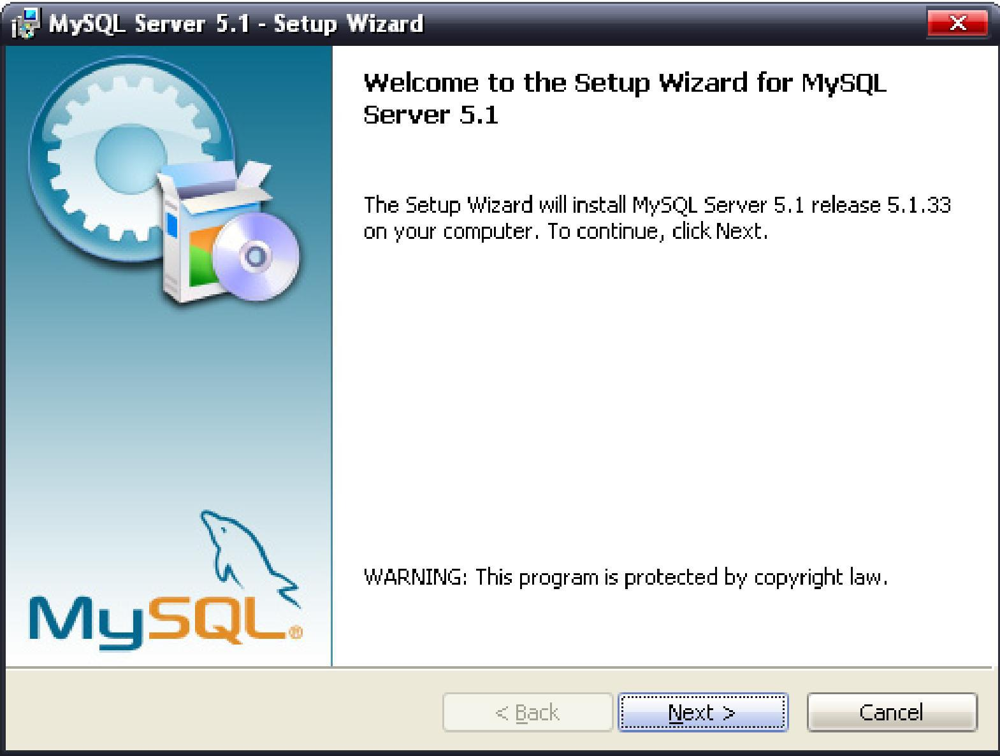 MySQL Server 5.1 - Setup Wizard
Welcome to the Setup Wizard for MySQL
Server 5.1
The Setup Wizard will install MySQL Server 5.1 release 5.1.33
on your computer. To continue, click Next.
WARNING: This program is protected by copyright law.
MySQL®
< Back
Next >
Cancel